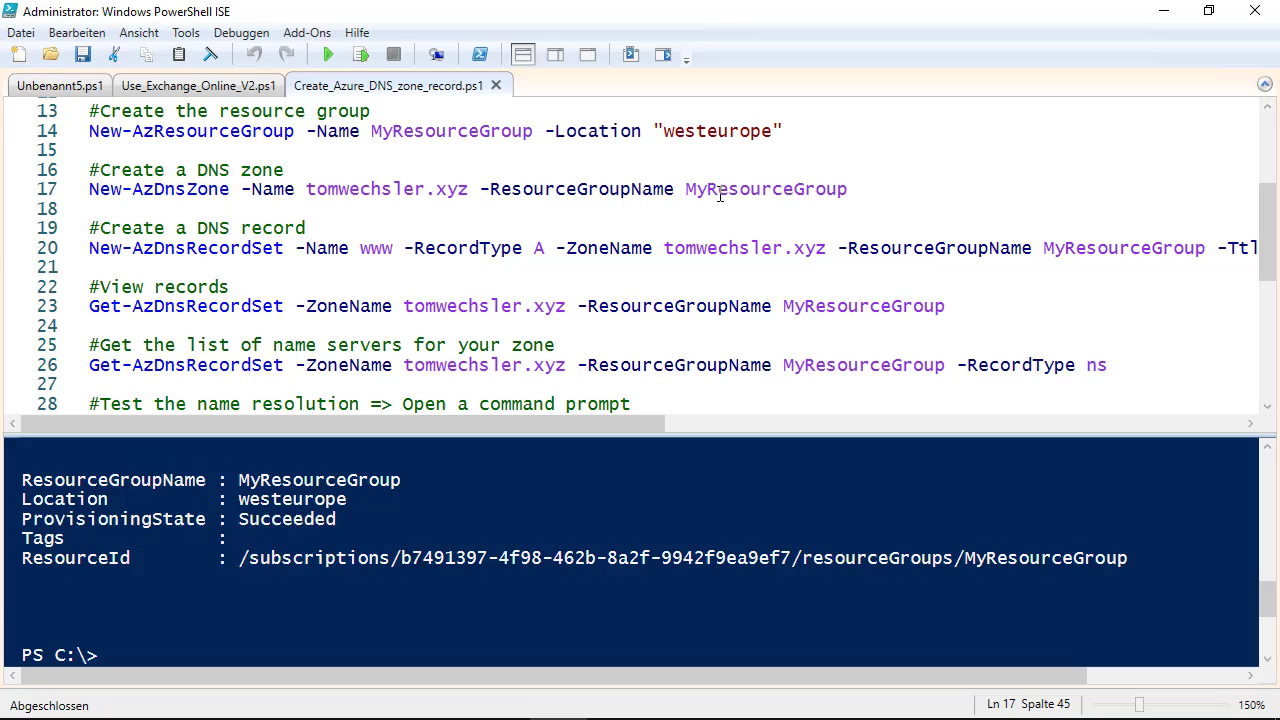 Administrator: Windows PowerShell ISE
Datei Bearbeiten Ansicht Tools Debuggen Add-Ons Hilfe
Unbenannt5.ps1 Use_Exchange_Online_V2.ps1 Create_Azure_DNS_zone_record.ps1
13 #Create the resource group
14 New-AzResourceGroup -Name MyResourceGroup -Location "westeurope"
15
16 #Create a DNS zone
17 New-AzDnsZone -Name tomwechsler.xyz -ResourceGroupName MyResourceGroup
18
19 #Create a DNS record
20 New-AzDnsRecordSet -Name www -RecordType A -ZoneName tomwechsler.xyz -ResourceGroupName MyResourceGroup -Ttl
21
22 #View records
23 Get-AzDnsRecordSet -ZoneName tomwechsler.xyz -ResourceGroupName MyResourceGroup
24
25 #Get the list of name servers for your zone
26 Get-AzDnsRecordSet -ZoneName tomwechsler.xyz -ResourceGroupName MyResourceGroup -RecordType ns
27
28 #Test the name resolution => Open a command prompt
ResourceGroupName : MyResourceGroup
Location : westeurope
ProvisioningState : Succeeded
Tags :
ResourceId : /subscriptions/b7491397-4f98-462b-8a2f-9942f9ea9ef7/resourceGroups/MyResourceGroup
PS C:\>
Abgeschlossen Ln 17 Spalte 45 150%